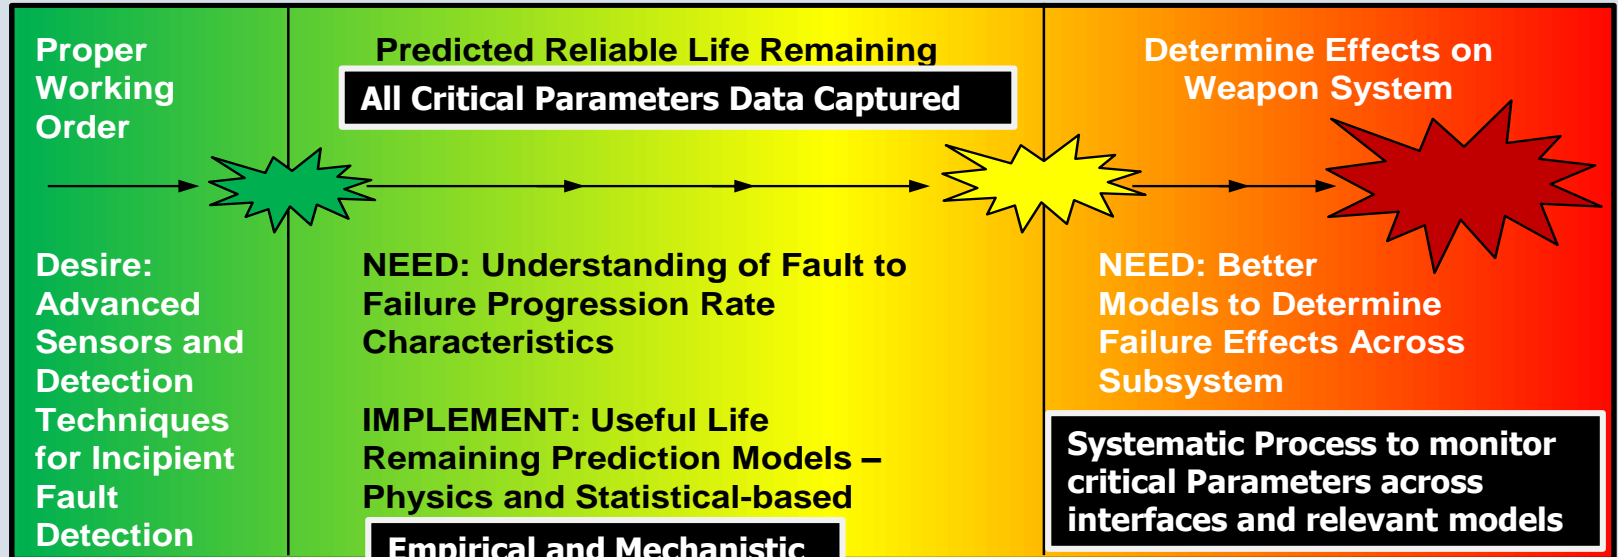 Proper
Working
Order
Predicted Reliable Life Remaining
All Critical Parameters Data Captured
Determine Effects on
Weapon System
Desire:
Advanced
Sensors and
Detection
Techniques
for Incipient
Fault
Detection
NEED: Understanding of Fault to
Failure Progression Rate
Characteristics
IMPLEMENT: Useful Life
Remaining Prediction Models –
Physics and Statistical-based
Empirical and Mechanistic
NEED: Better
Models to Determine
Failure Effects Across
Subsystem
Systematic Process to monitor
critical Parameters across
interfaces and relevant models